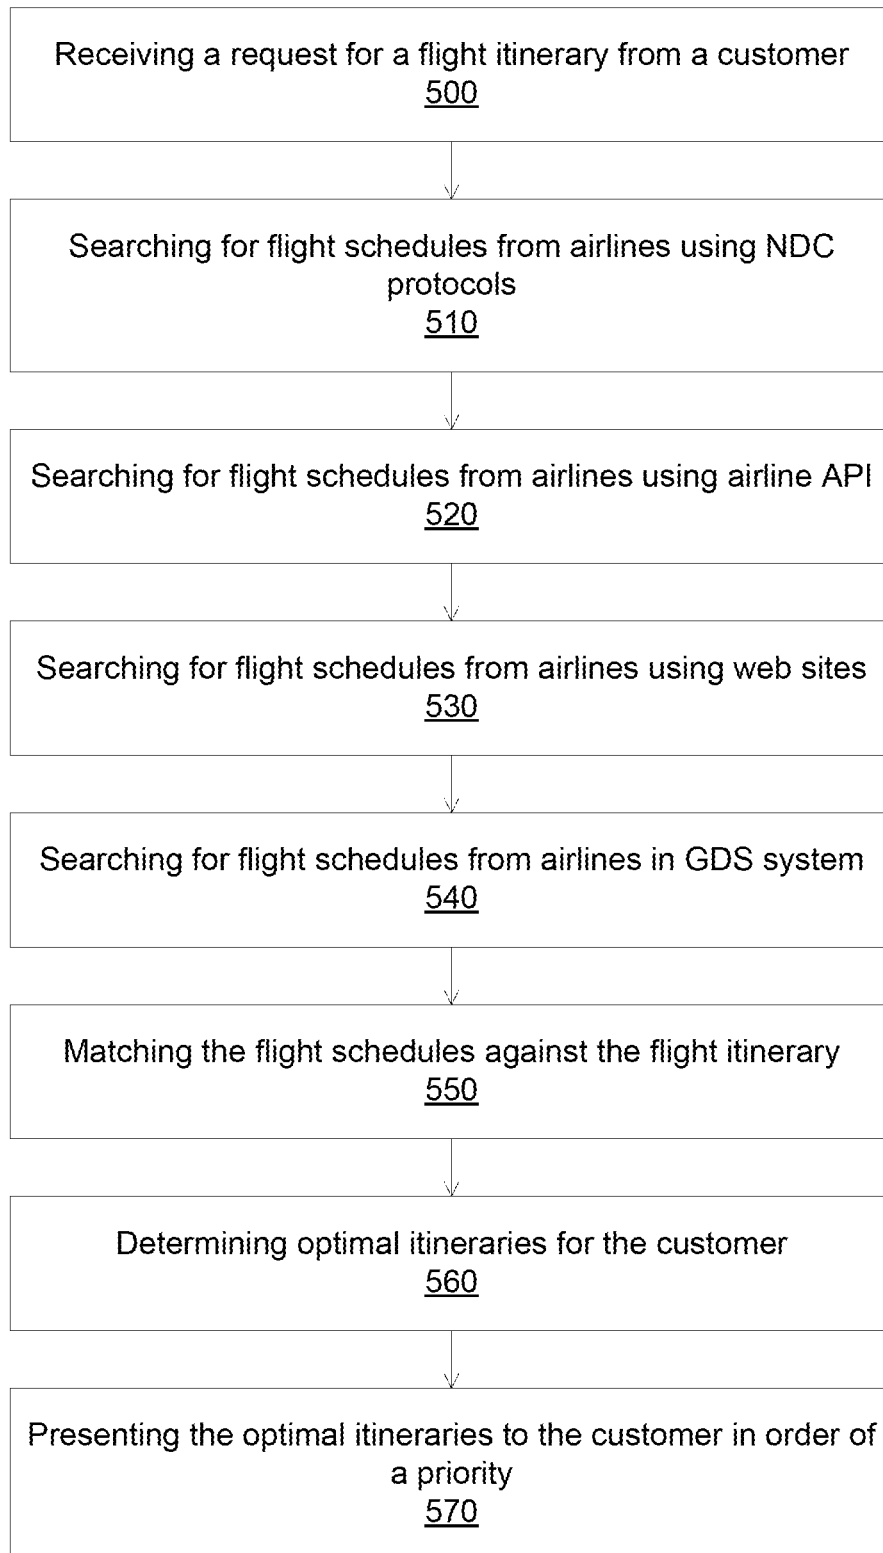 Receiving a request for a flight itinerary from a customer
500
Searching for flight schedules from airlines using NDC
protocols
510
Searching for flight schedules from airlines using airline API
520
Searching for flight schedules from airlines using web sites
530
Searching for flight schedules from airlines in GDS system
540
Matching the flight schedules against the flight itinerary
550
Determining optimal itineraries for the customer
560
Presenting the optimal itineraries to the customer in order of
a priority
570